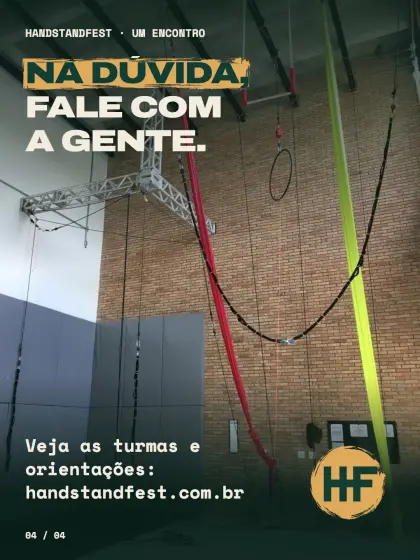 HANDSTANDFEST · UM ENCONTRO
NA DÚVIDA,
FALE COM
A GENTE.
Veja as turmas e
orientações:
handstandfest.com.br
HF
04 / 04